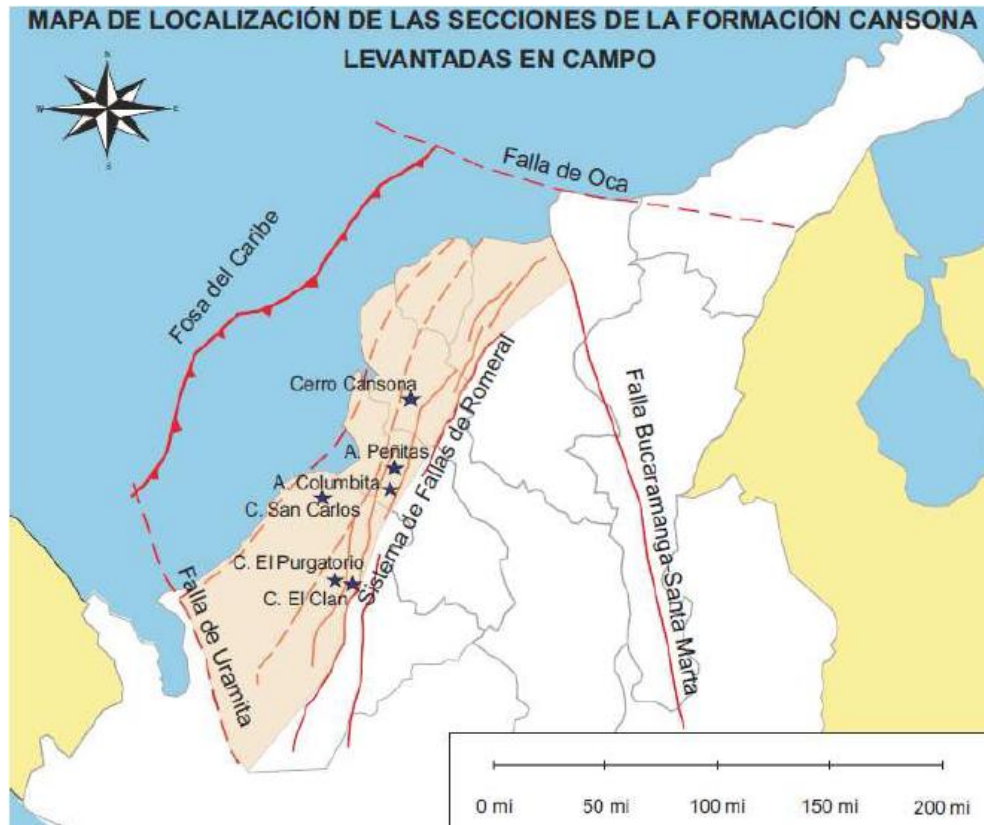 MAPA DE LOCALIZACIÓN DE LAS SECCIONES DE LA FORMACIÓN CANSONA
LEVANTADAS EN CAMPO
N
W
E
S
Falla de Oca
Fosa del Caribe
Cerro Cansona
A. Peñitas
A. Columbita
C. San Carlos
C. El Purgatorio
C. El Clan
Sistema de Fallas de Romeral
Falla Bucaramanga-Santa Marta
Falla de Uramita
0 mi 50 mi 100 mi 150 mi 200 mi